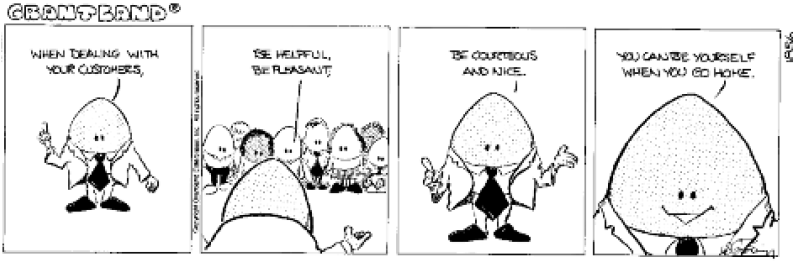 GRANTLAND®
WHEN DEALING WITH
YOUR CUSTOMERS,
BE HELPFUL,
BE PLEASANT,
BE COURTEOUS
AND NICE.
YOU CAN BE YOURSELF
WHEN YOU GO HOME.